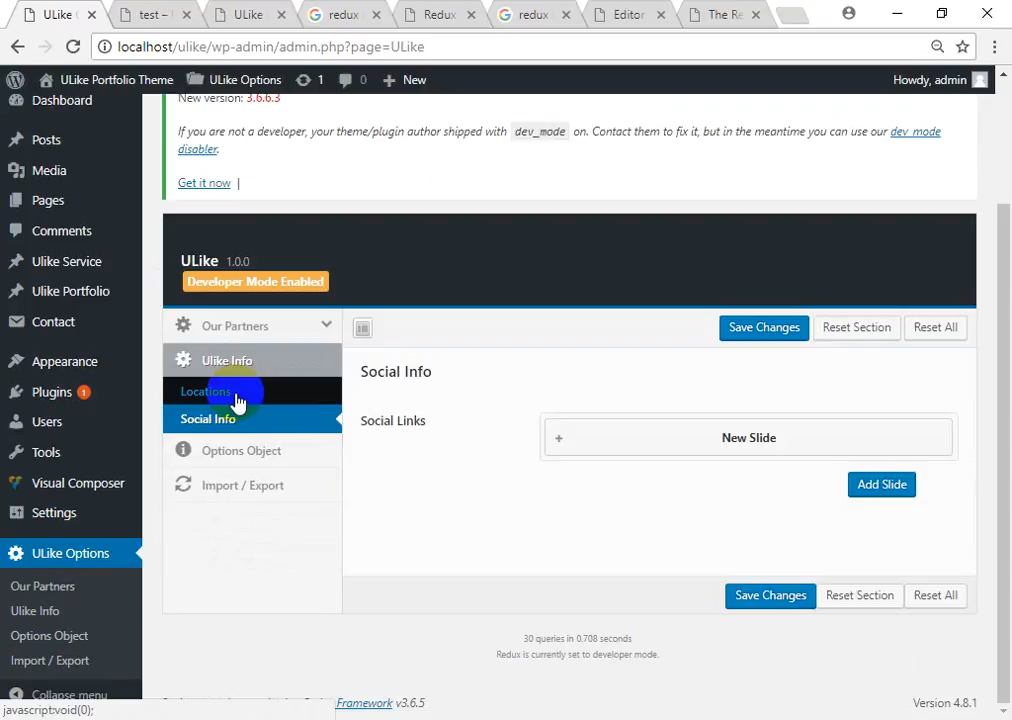 ULike
test –
ULike
redux
Redux
redux
Editor
The Re
localhost/ulike/wp-admin/admin.php?page=ULike
ULike Portfolio Theme
ULike Options
1
0
New
Howdy, admin
Dashboard
Posts
Media
Pages
Comments
Ulike Service
Ulike Portfolio
Contact
Appearance
Plugins 1
Users
Tools
Visual Composer
Settings
ULike Options
Our Partners
Ulike Info
Options Object
Import / Export
Collapse menu
javascript:void(0);
New version: 3.6.6.3
If you are not a developer, your theme/plugin author shipped with dev_mode on. Contact them to fix it, but in the meantime you can use our dev_mode
disabler.
Get it now |
ULike 1.0.0
Developer Mode Enabled
Our Partners
Ulike Info
Locations
Social Info
Options Object
Import / Export
Save Changes
Reset Section
Reset All
Social Info
Social Links
+ New Slide
Add Slide
Save Changes
Reset Section
Reset All
30 queries in 0.708 seconds
Redux is currently set to developer mode.
Framework v3.6.5
Version 4.8.1